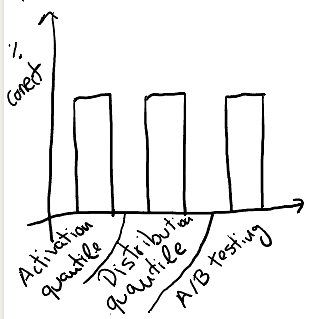 %
correct
Activation
quantile
Distribution
quantile
A/B testing